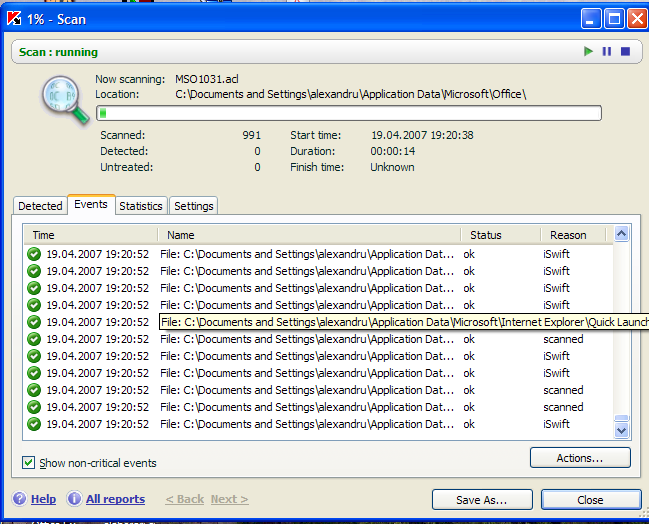 1% - Scan
Scan : running
Now scanning: MSO1031.acl
Location: C:\Documents and Settings\alexandru\Application Data\Microsoft\Office\
Scanned: 991 Start time: 19.04.2007 19:20:38
Detected: 0 Duration: 00:00:14
Untreated: 0 Finish time: Unknown
Detected Events Statistics Settings
Time Name Status Reason
19.04.2007 19:20:52 File: C:\Documents and Settings\alexandru\Application Dat... ok iSwift
19.04.2007 19:20:52 File: C:\Documents and Settings\alexandru\Application Dat... ok iSwift
19.04.2007 19:20:52 File: C:\Documents and Settings\alexandru\Application Dat... ok iSwift
19.04.2007 19:20:52 File: C:\Documents and Settings\alexandru\Application Dat... ok iSwift
19.04.2007 19:20:52 File: C:\Documents and Settings\alexandru\Application Data\Microsoft\Internet Explorer\Quick Launch
19.04.2007 19:20:52 File: C:\Documents and Settings\alexandru\Application Dat... ok scanned
19.04.2007 19:20:52 File: C:\Documents and Settings\alexandru\Application Dat... ok iSwift
19.04.2007 19:20:52 File: C:\Documents and Settings\alexandru\Application Dat... ok iSwift
19.04.2007 19:20:52 File: C:\Documents and Settings\alexandru\Application Dat... ok scanned
19.04.2007 19:20:52 File: C:\Documents and Settings\alexandru\Application Dat... ok scanned
19.04.2007 19:20:52 File: C:\Documents and Settings\alexandru\Application Dat... ok iSwift
Show non-critical events
Actions...
Help All reports < Back Next > Save As... Close